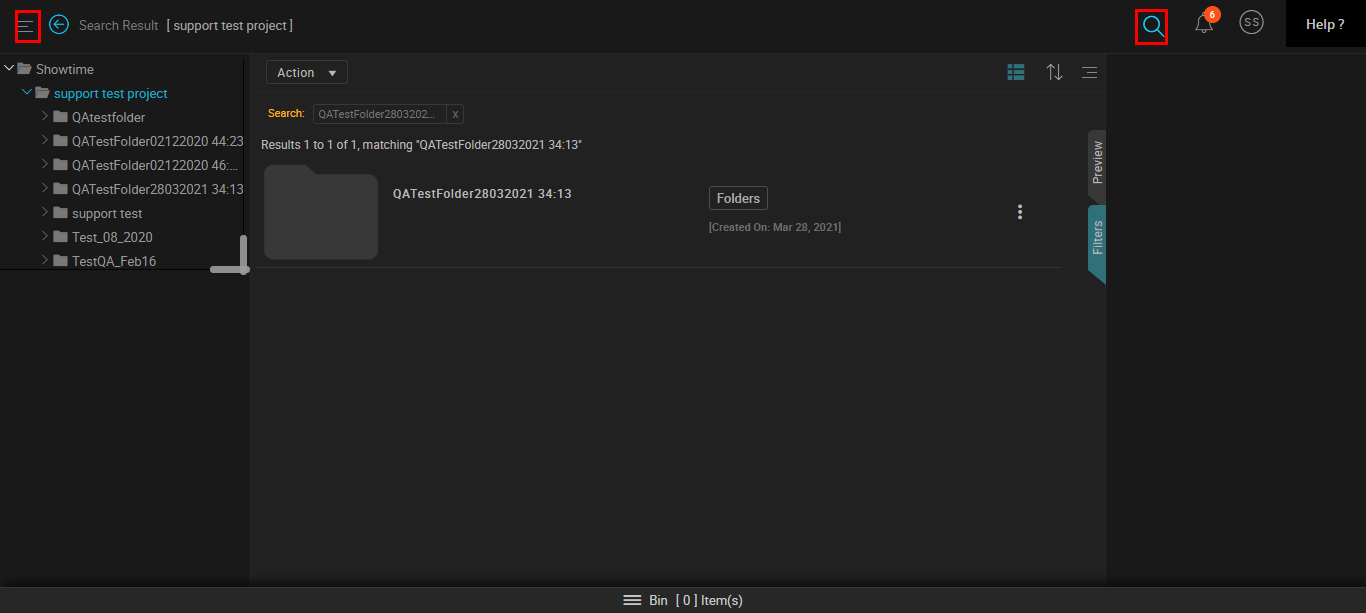 Search Result [ support test project ]
6
SS
Help ?
Showtime
support test project
QAtestfolder
QATestFolder02122020 44:23
QATestFolder02122020 46:...
QATestFolder28032021 34:13
support test
Test_08_2020
TestQA_Feb16
Action
Search: QATestFolder2803202... X
Results 1 to 1 of 1, matching "QATestFolder28032021 34:13"
QATestFolder28032021 34:13
Folders
[Created On: Mar 28, 2021]
Preview
Filters
Bin [ 0 ] Item(s)